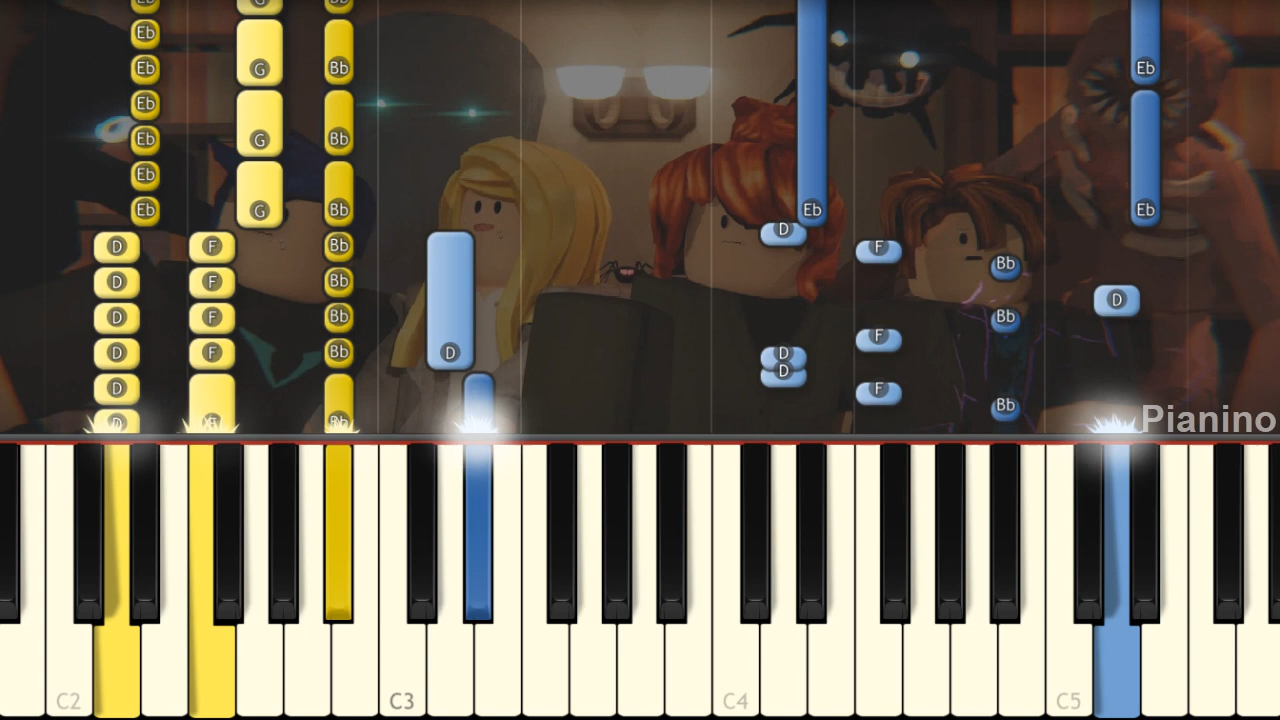 Eb G Bb
Eb
Eb G Bb Eb
Eb
Eb G Bb
Eb
Eb G Bb Eb Eb
D
D F Bb F
Bb
D F Bb
D
D F Bb Bb
F
D F Bb D D
D
D F
Bb
D F Bb
Pianino
C2 C3 C4 C5